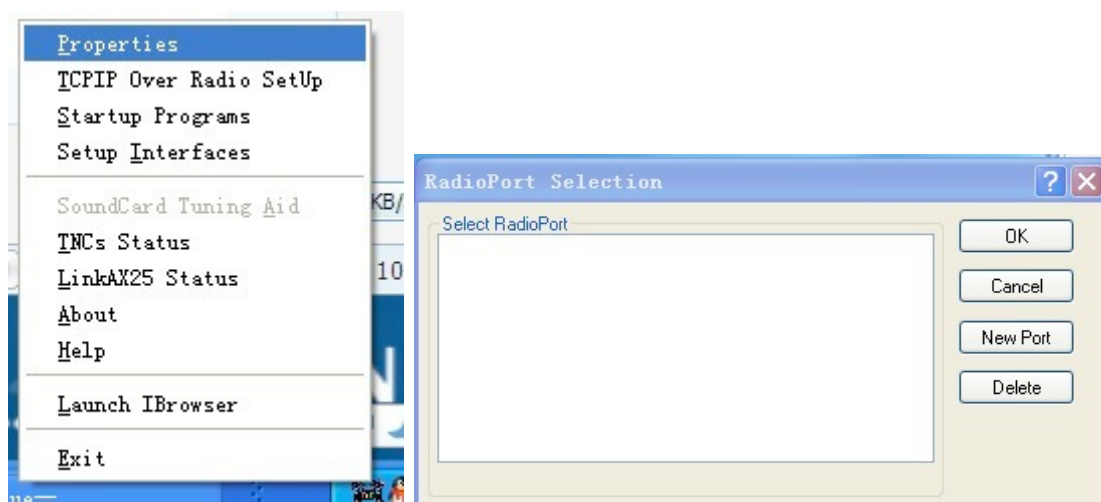 Properties
TCPIP Over Radio SetUp
Startup Programs
Setup Interfaces
SoundCard Tuning Aid
TNCs Status
LinkAX25 Status
About
Help
Launch IBrowser
Exit
KB/
10
N
RadioPort Selection
Select RadioPort
OK
Cancel
New Port
Delete